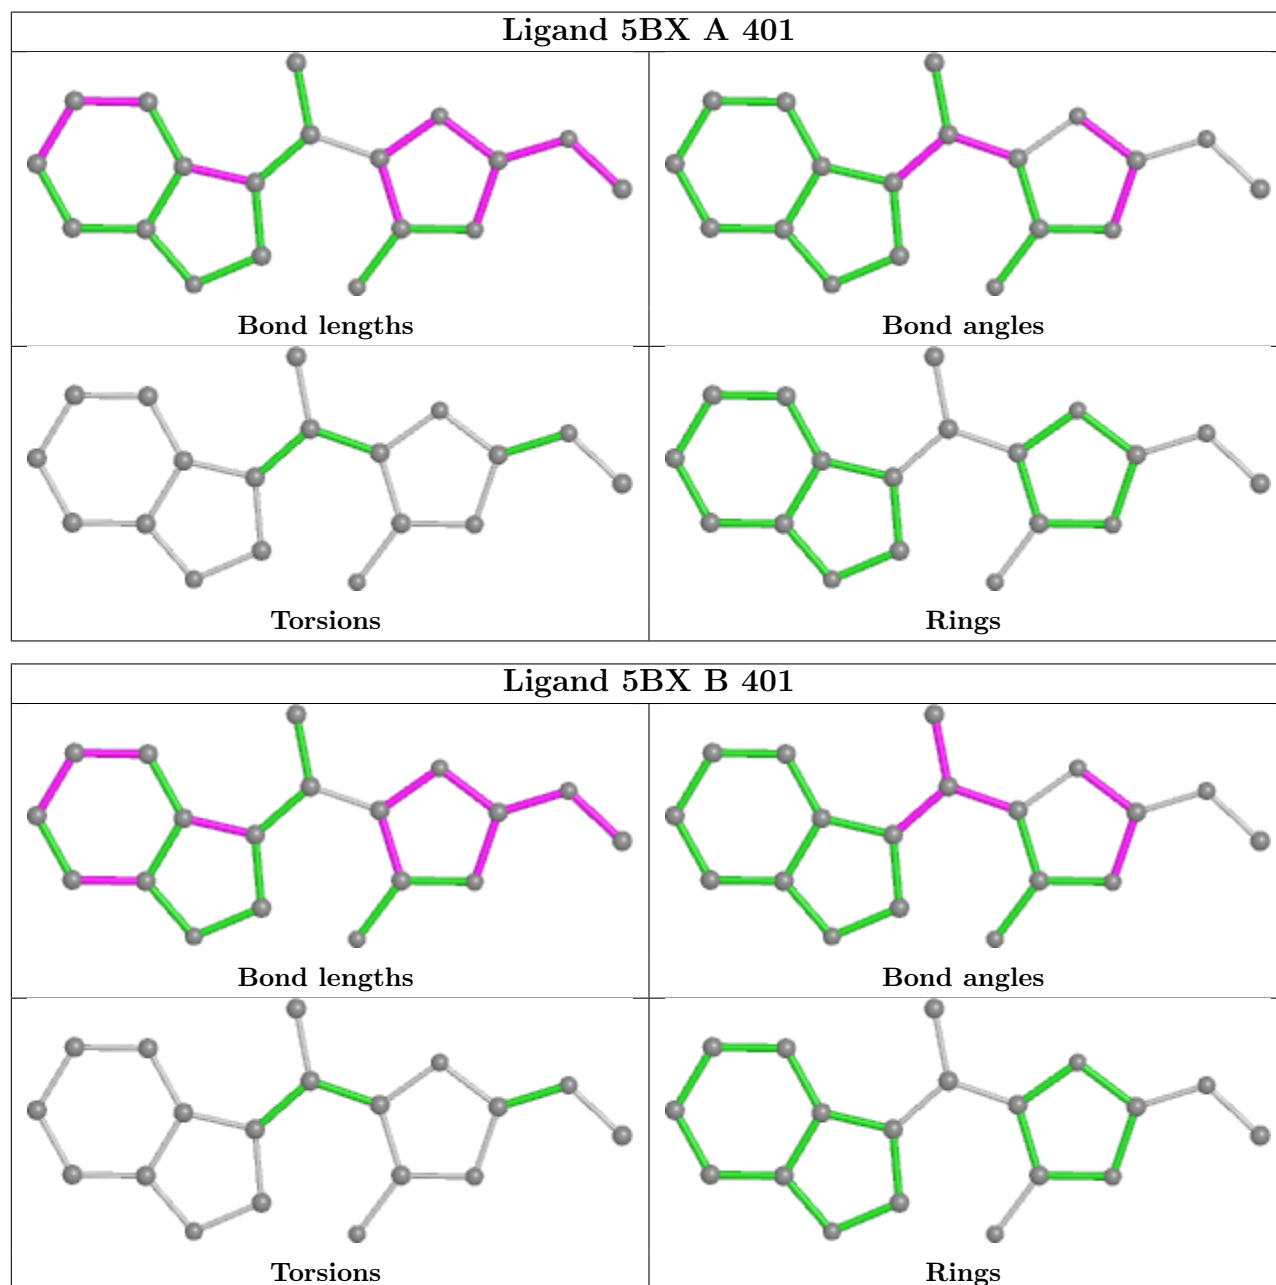 Ligand 5BX A 401
Bond lengths
Bond angles
Torsions
Rings
Ligand 5BX B 401
Bond lengths
Bond angles
Torsions
Rings